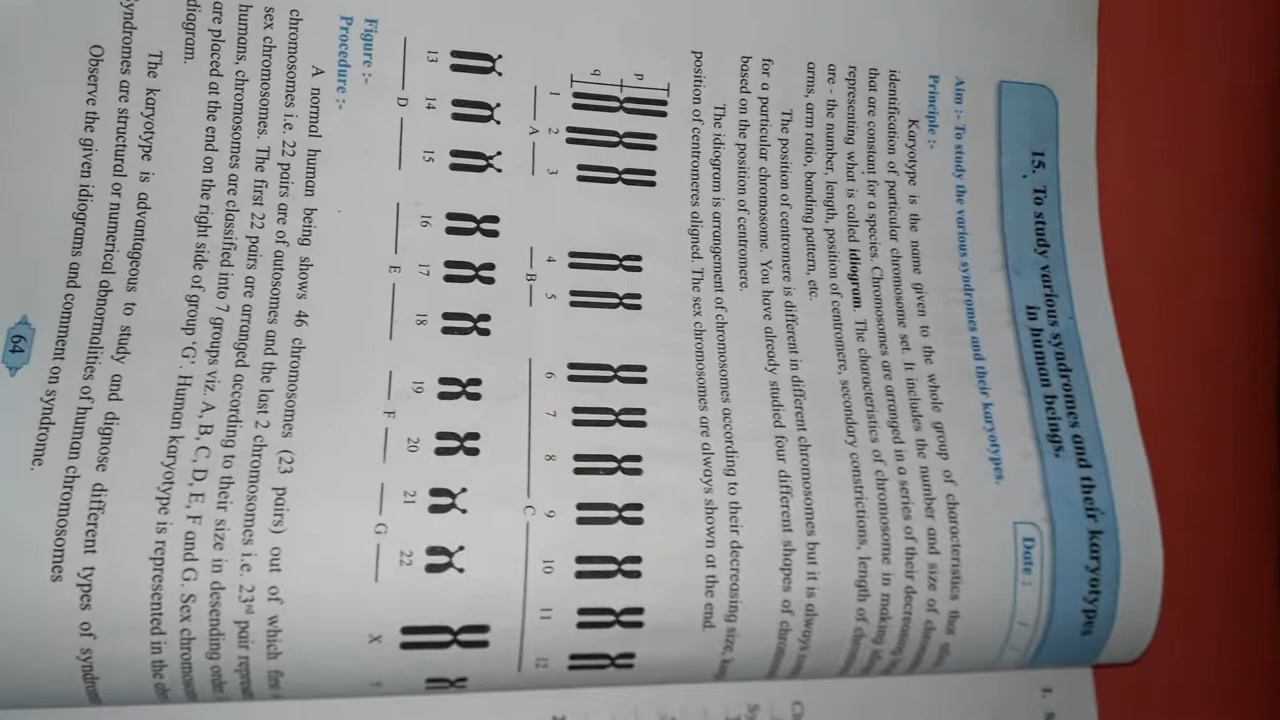 15. To study various syndromes and their karyotypes
in human beings.
Date : / /
Aim :- To study the various syndromes and their karyotypes.
Principle :-
Karyotype is the name given to the whole group of characteristics that
identification of particular chromosome set. It includes the number and size of
that are constant for a species. Chromosomes are arranged in a series of their decreasing
representing what is called idiogram. The characteristics of chromosome in making
are - the number, length, position of centromere, secondary constrictions, length of
arms, arm ratio, banding pattern, etc.
The position of centromere is different in different chromosomes but it is always
for a particular chromosome. You have already studied four different shapes of
based on the position of centromere.
The idiogram is arrangement of chromosomes according to their decreasing size,
position of centromeres aligned. The sex chromosomes are always shown at the end.
p
q
1 2 3 4 5 6 7 8 9 10 11 12
A B C
13 14 15 16 17 18 19 20 21 22 X
D E F G
Figure :-
Procedure :-
A normal human being shows 46 chromosomes (23 pairs) out of which
chromosomes i.e. 22 pairs are of autosomes and the last 2 chromosomes i.e. 23rd pair
sex chromosomes. The first 22 pairs are arranged according to their size in desending
humans, chromosomes are classified into 7 groups viz. A, B, C, D, E, F and G. Sex
are placed at the end on the right side of group 'G'. Human karyotype is represented in the
diagram.
The karyotype is advantageous to study and dignose different types of
syndromes are structural or numerical abnormalities of human chromosomes
Observe the given idiograms and comment on syndrome.
64